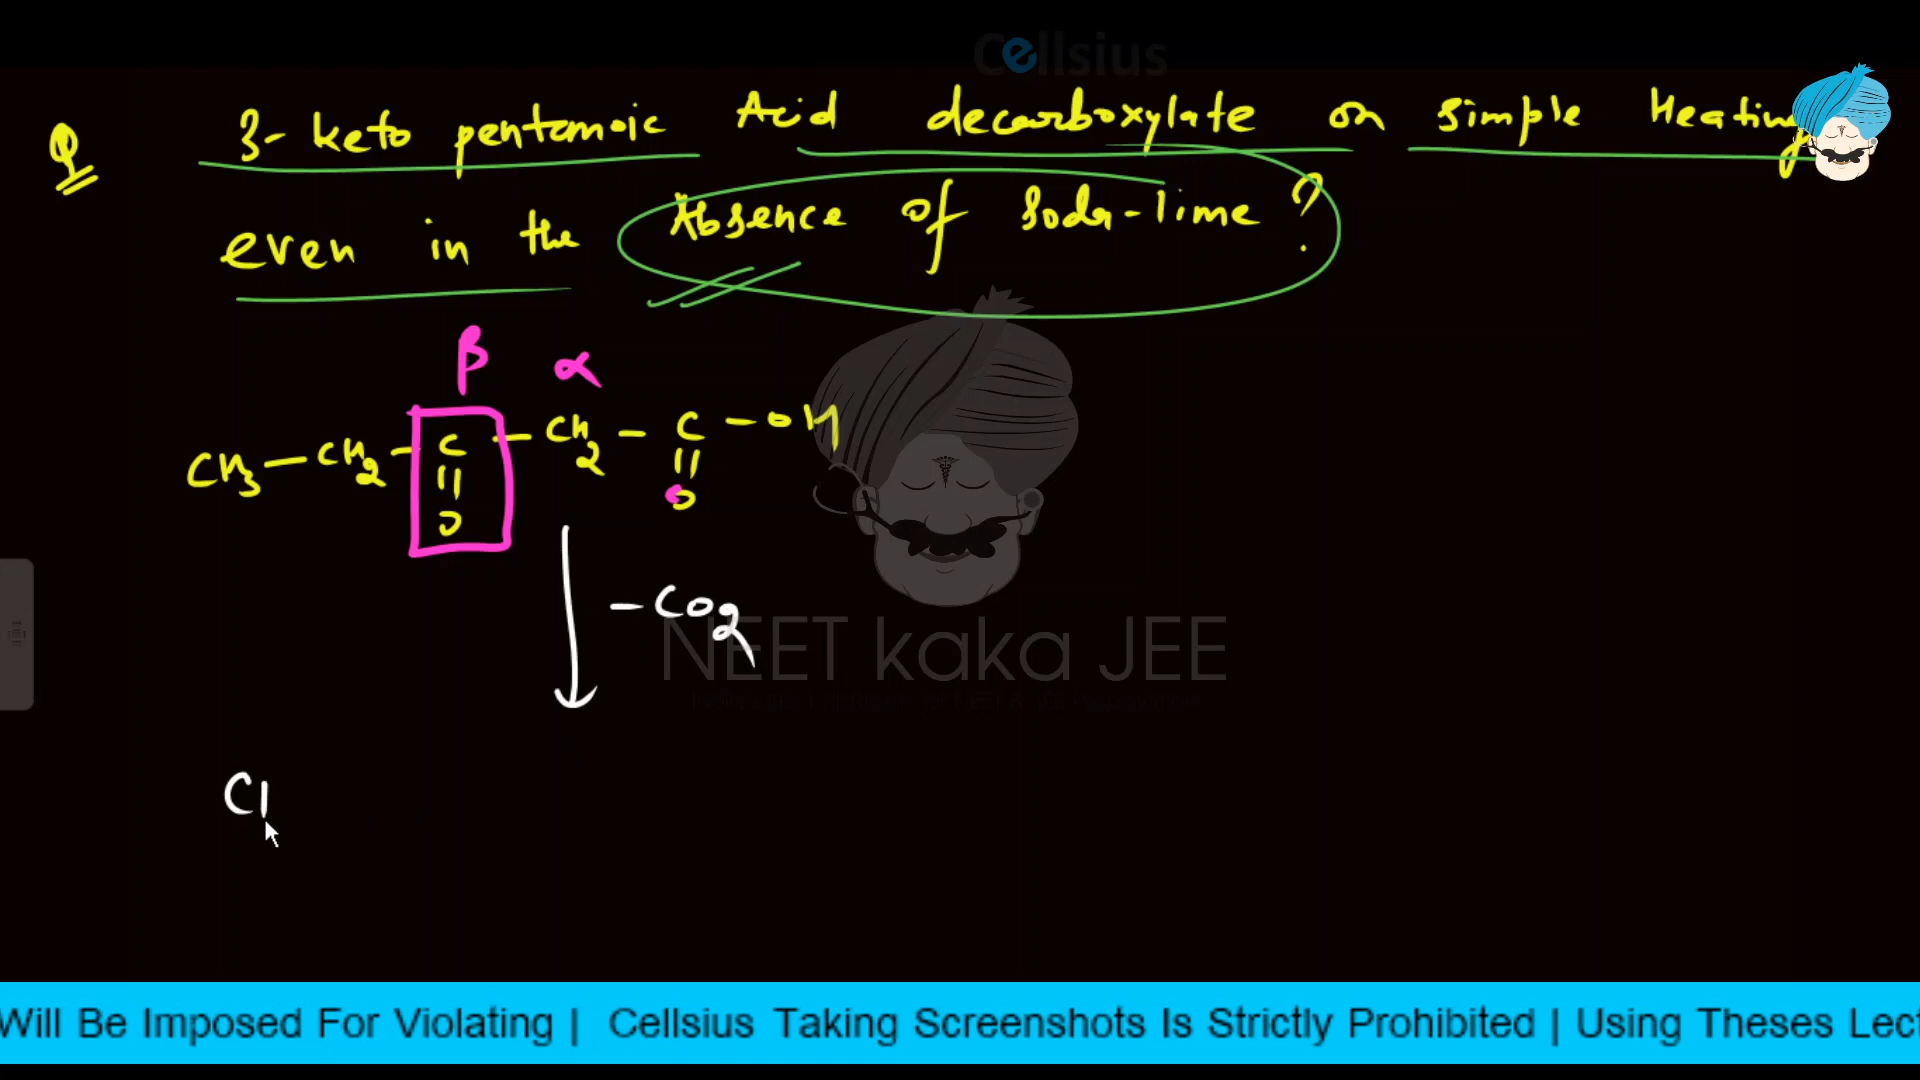 Cellsius
Q 3-keto pentanoic Acid decarboxylate on simple Heating
even in the Absence of Soda-lime ?
β α
CH3-CH2-C-CH2-C-OH
|| ||
O O
-CO2
NEET kaka JEE
Cl
Will Be Imposed For Violating | Cellsius Taking Screenshots Is Strictly Prohibited | Using Theses Lect